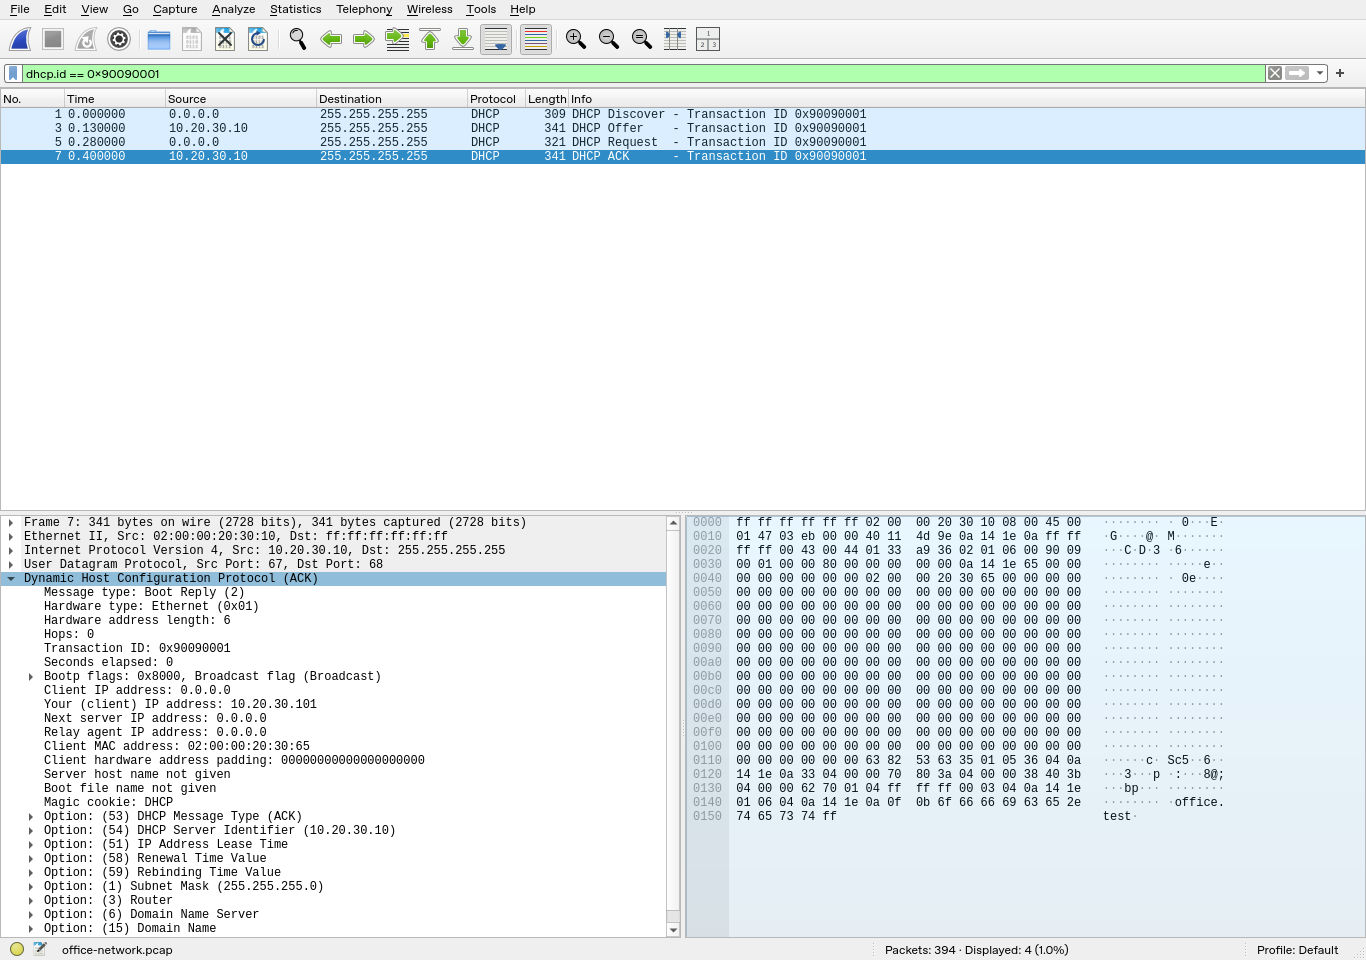 File Edit View Go Capture Analyze Statistics Telephony Wireless Tools Help
dhcp.id == 0×90090001
No. Time Source Destination Protocol Length Info
1 0.000000 0.0.0.0 255.255.255.255 DHCP 309 DHCP Discover - Transaction ID 0x90090001
3 0.130000 10.20.30.10 255.255.255.255 DHCP 341 DHCP Offer - Transaction ID 0x90090001
5 0.280000 0.0.0.0 255.255.255.255 DHCP 321 DHCP Request - Transaction ID 0x90090001
7 0.400000 10.20.30.10 255.255.255.255 DHCP 341 DHCP ACK - Transaction ID 0x90090001
Frame 7: 341 bytes on wire (2728 bits), 341 bytes captured (2728 bits)
Ethernet II, Src: 02:00:00:20:30:10, Dst: ff:ff:ff:ff:ff:ff
Internet Protocol Version 4, Src: 10.20.30.10, Dst: 255.255.255.255
User Datagram Protocol, Src Port: 67, Dst Port: 68
Dynamic Host Configuration Protocol (ACK)
Message type: Boot Reply (2)
Hardware type: Ethernet (0x01)
Hardware address length: 6
Hops: 0
Transaction ID: 0x90090001
Seconds elapsed: 0
Bootp flags: 0x8000, Broadcast flag (Broadcast)
Client IP address: 0.0.0.0
Your (client) IP address: 10.20.30.101
Next server IP address: 0.0.0.0
Relay agent IP address: 0.0.0.0
Client MAC address: 02:00:00:20:30:65
Client hardware address padding: 00000000000000000000
Server host name not given
Boot file name not given
Magic cookie: DHCP
Option: (53) DHCP Message Type (ACK)
Option: (54) DHCP Server Identifier (10.20.30.10)
Option: (51) IP Address Lease Time
Option: (58) Renewal Time Value
Option: (59) Rebinding Time Value
Option: (1) Subnet Mask (255.255.255.0)
Option: (3) Router
Option: (6) Domain Name Server
Option: (15) Domain Name
0000 ff ff ff ff ff ff 02 00 00 20 30 10 08 00 45 00 ········ · 0···E·
0010 01 47 03 eb 00 00 40 11 4d 9e 0a 14 1e 0a ff ff ·G····@· M·······
0020 ff ff 00 43 00 44 01 33 a9 36 02 01 06 00 90 09 ···C·D·3 ·6······
0030 00 01 00 00 80 00 00 00 00 00 0a 14 1e 65 00 00 ········ ·····e··
0040 00 00 00 00 00 00 02 00 00 20 30 65 00 00 00 00 ········ · 0e····
0050 00 00 00 00 00 00 00 00 00 00 00 00 00 00 00 00 ········ ········
0060 00 00 00 00 00 00 00 00 00 00 00 00 00 00 00 00 ········ ········
0070 00 00 00 00 00 00 00 00 00 00 00 00 00 00 00 00 ········ ········
0080 00 00 00 00 00 00 00 00 00 00 00 00 00 00 00 00 ········ ········
0090 00 00 00 00 00 00 00 00 00 00 00 00 00 00 00 00 ········ ········
00a0 00 00 00 00 00 00 00 00 00 00 00 00 00 00 00 00 ········ ········
00b0 00 00 00 00 00 00 00 00 00 00 00 00 00 00 00 00 ········ ········
00c0 00 00 00 00 00 00 00 00 00 00 00 00 00 00 00 00 ········ ········
00d0 00 00 00 00 00 00 00 00 00 00 00 00 00 00 00 00 ········ ········
00e0 00 00 00 00 00 00 00 00 00 00 00 00 00 00 00 00 ········ ········
00f0 00 00 00 00 00 00 00 00 00 00 00 00 00 00 00 00 ········ ········
0100 00 00 00 00 00 00 00 00 00 00 00 00 00 00 00 00 ········ ········
0110 00 00 00 00 00 00 63 82 53 63 35 01 05 36 04 0a ······c· Sc5··6··
0120 14 1e 0a 33 04 00 00 70 80 3a 04 00 00 38 40 3b ···3···p ·:···8@;
0130 04 00 00 62 70 01 04 ff ff ff 00 03 04 0a 14 1e ···bp··· ········
0140 01 06 04 0a 14 1e 0a 0f 0b 6f 66 66 69 63 65 2e ········ ·office.
0150 74 65 73 74 ff test·
office-network.pcap Packets: 394 · Displayed: 4 (1.0%) Profile: Default